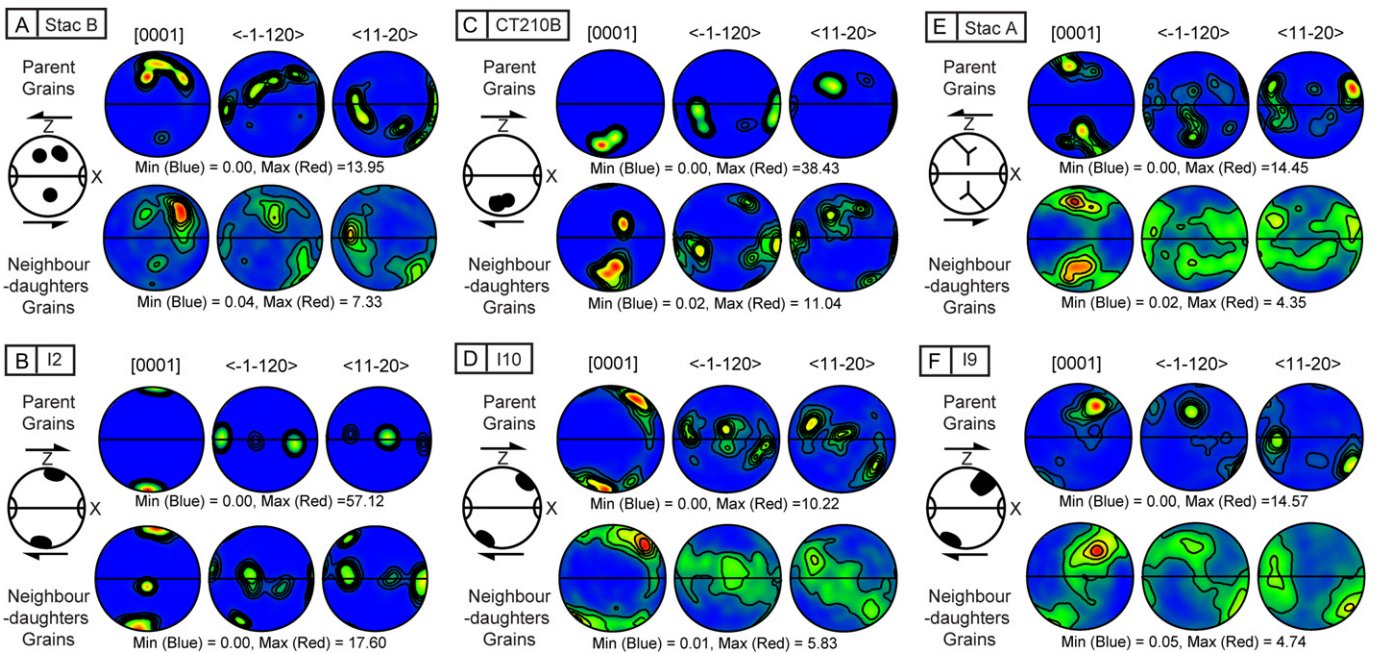 A Stac B
[0001] <-1-120> <11-20>
Parent
Grains
Z
X
Min (Blue) = 0.00, Max (Red) =13.95
Neighbour
-daughters
Grains
Min (Blue) = 0.04, Max (Red) = 7.33
B I2
[0001] <-1-120> <11-20>
Parent
Grains
Z
X
Min (Blue) = 0.00, Max (Red) =57.12
Neighbour
-daughters
Grains
Min (Blue) = 0.00, Max (Red) = 17.60
C CT210B
[0001] <-1-120> <11-20>
Parent
Grains
Z
X
Min (Blue) = 0.00, Max (Red) =38.43
Neighbour
-daughters
Grains
Min (Blue) = 0.02, Max (Red) = 11.04
D I10
[0001] <-1-120> <11-20>
Parent
Grains
Z
X
Min (Blue) = 0.00, Max (Red) =10.22
Neighbour
-daughters
Grains
Min (Blue) = 0.01, Max (Red) = 5.83
E Stac A
[0001] <-1-120> <11-20>
Parent
Grains
Z
X
Min (Blue) = 0.00, Max (Red) =14.45
Neighbour
-daughters
Grains
Min (Blue) = 0.02, Max (Red) = 4.35
F I9
[0001] <-1-120> <11-20>
Parent
Grains
Z
X
Min (Blue) = 0.00, Max (Red) =14.57
Neighbour
-daughters
Grains
Min (Blue) = 0.05, Max (Red) = 4.74